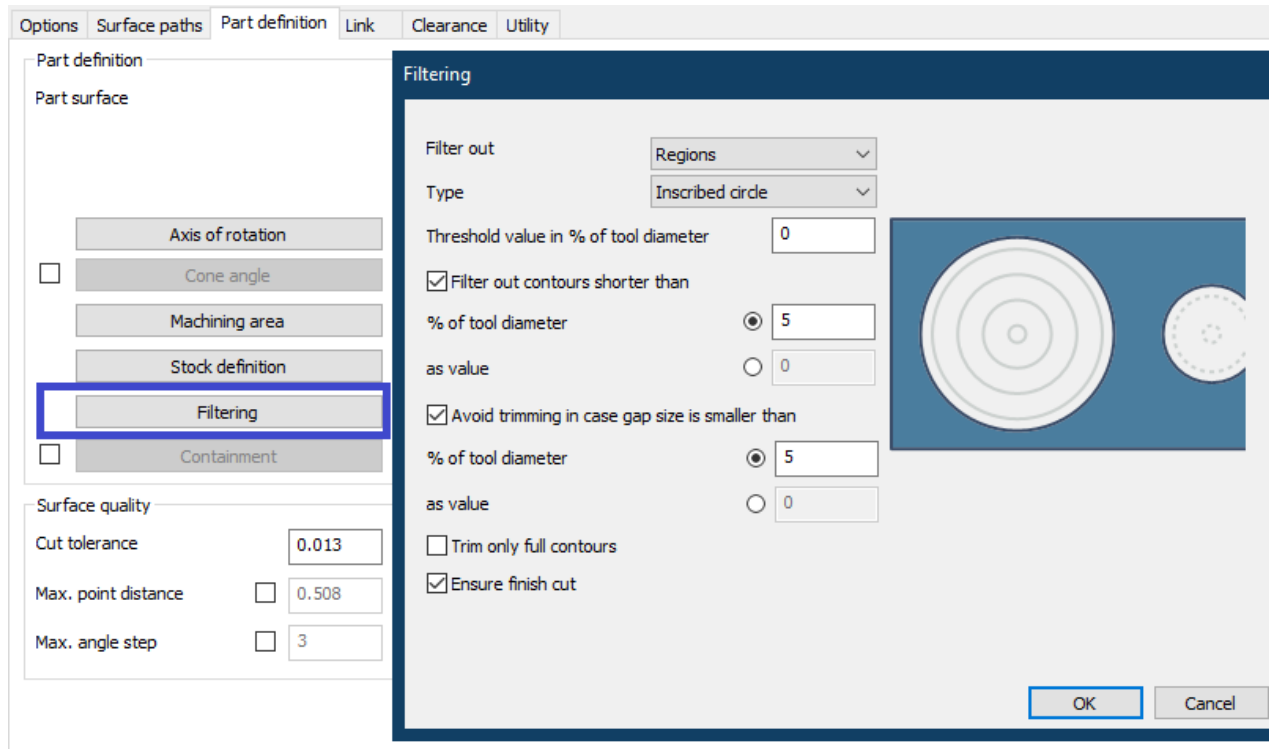 Options Surface paths Part definition Link Clearance Utility
Part definition
Part surface
Axis of rotation
Cone angle
Machining area
Stock definition
Filtering
Containment
Surface quality
Cut tolerance 0.013
Max. point distance 0.508
Max. angle step 3
Filtering
Filter out Regions
Type Inscribed circle
Threshold value in % of tool diameter 0
Filter out contours shorter than
% of tool diameter 5
as value 0
Avoid trimming in case gap size is smaller than
% of tool diameter 5
as value 0
Trim only full contours
Ensure finish cut
OK Cancel